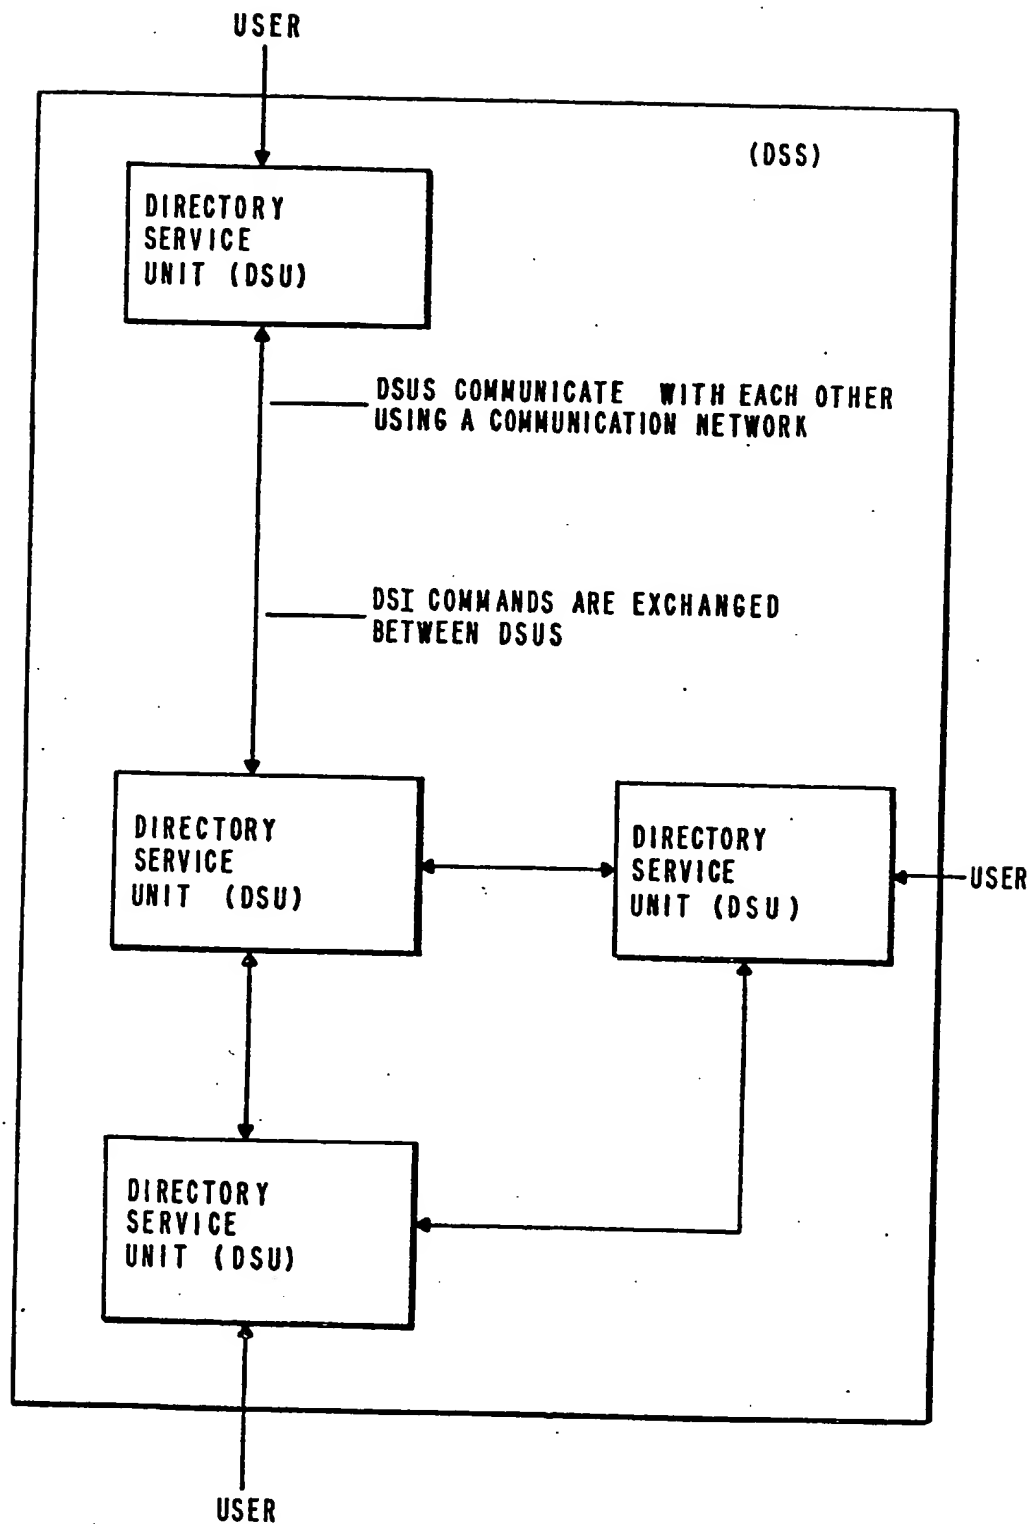 USER
(DSS)
DIRECTORY
SERVICE
UNIT (DSU)
DSUS COMMUNICATE WITH EACH OTHER
USING A COMMUNICATION NETWORK
DSI COMMANDS ARE EXCHANGED
BETWEEN DSUS
DIRECTORY
SERVICE
UNIT (DSU)
DIRECTORY
SERVICE
UNIT (DSU)
USER
DIRECTORY
SERVICE
UNIT (DSU)
USER